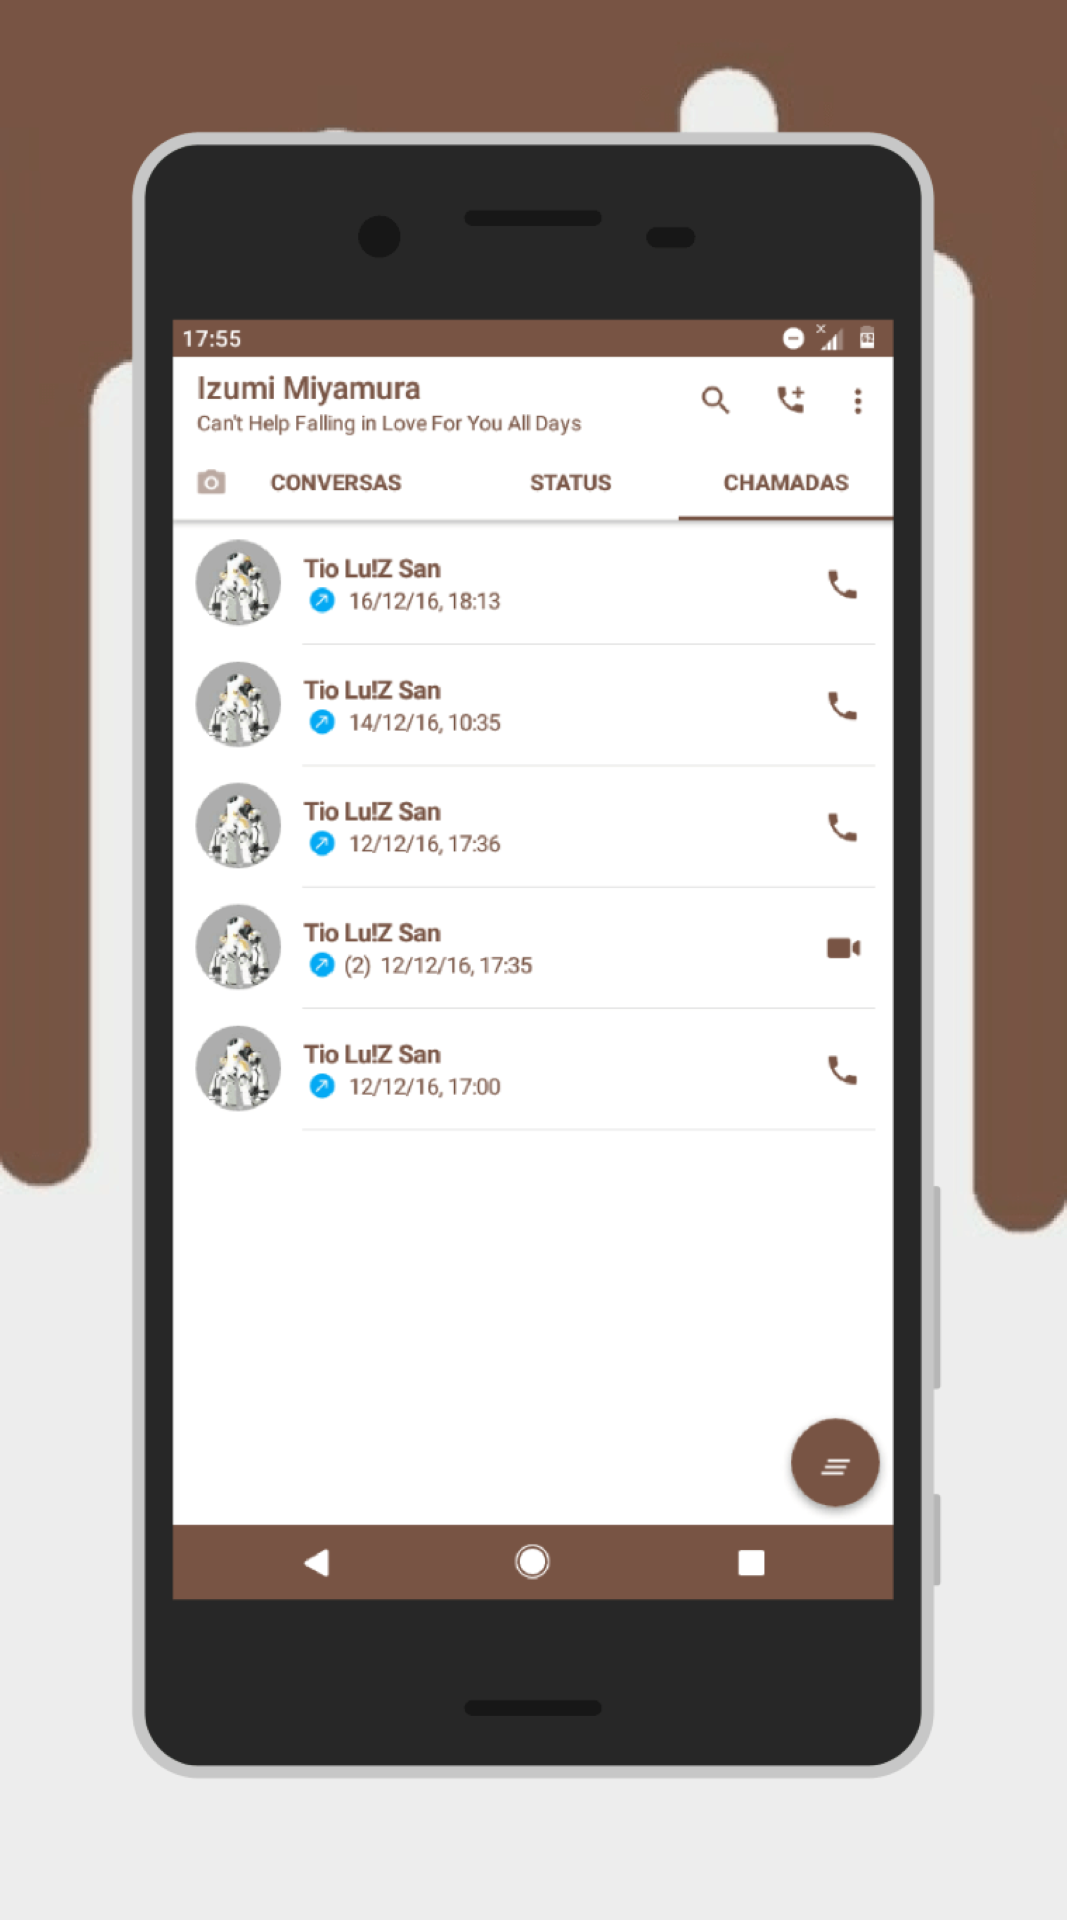 17:55
Izumi Miyamura
Can't Help Falling in Love For You All Days
CONVERSAS STATUS CHAMADAS
Tio Lu!Z San
16/12/16, 18:13
Tio Lu!Z San
14/12/16, 10:35
Tio Lu!Z San
12/12/16, 17:36
Tio Lu!Z San
(2) 12/12/16, 17:35
Tio Lu!Z San
12/12/16, 17:00